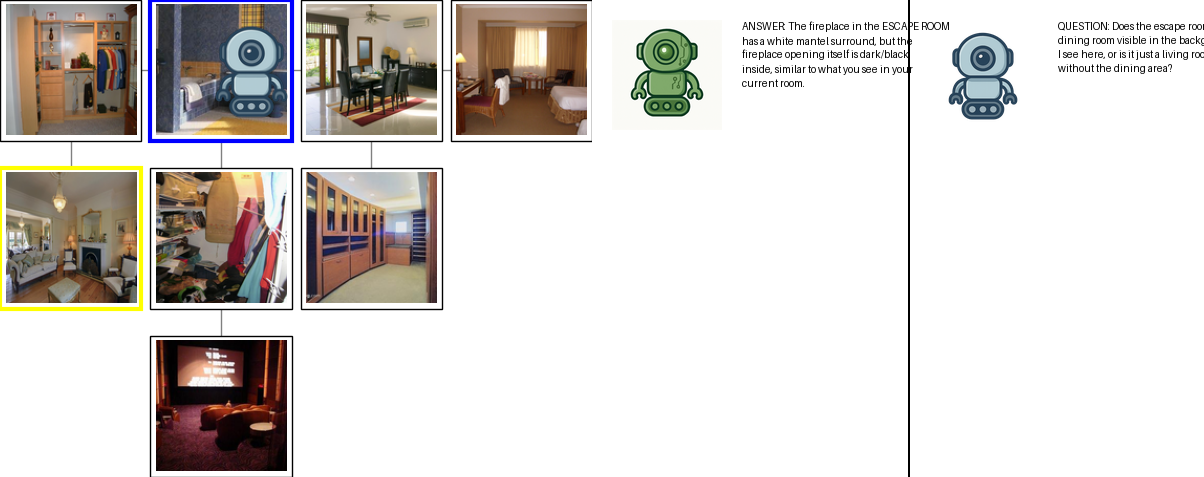 ANSWER: The fireplace in the ESCAPE ROOM
has a white mantel surround, but the
fireplace opening itself is dark/black
inside, similar to what you see in your
current room.
QUESTION: Does the escape roo
dining room visible in the backg
I see here, or is it just a living roo
without the dining area?